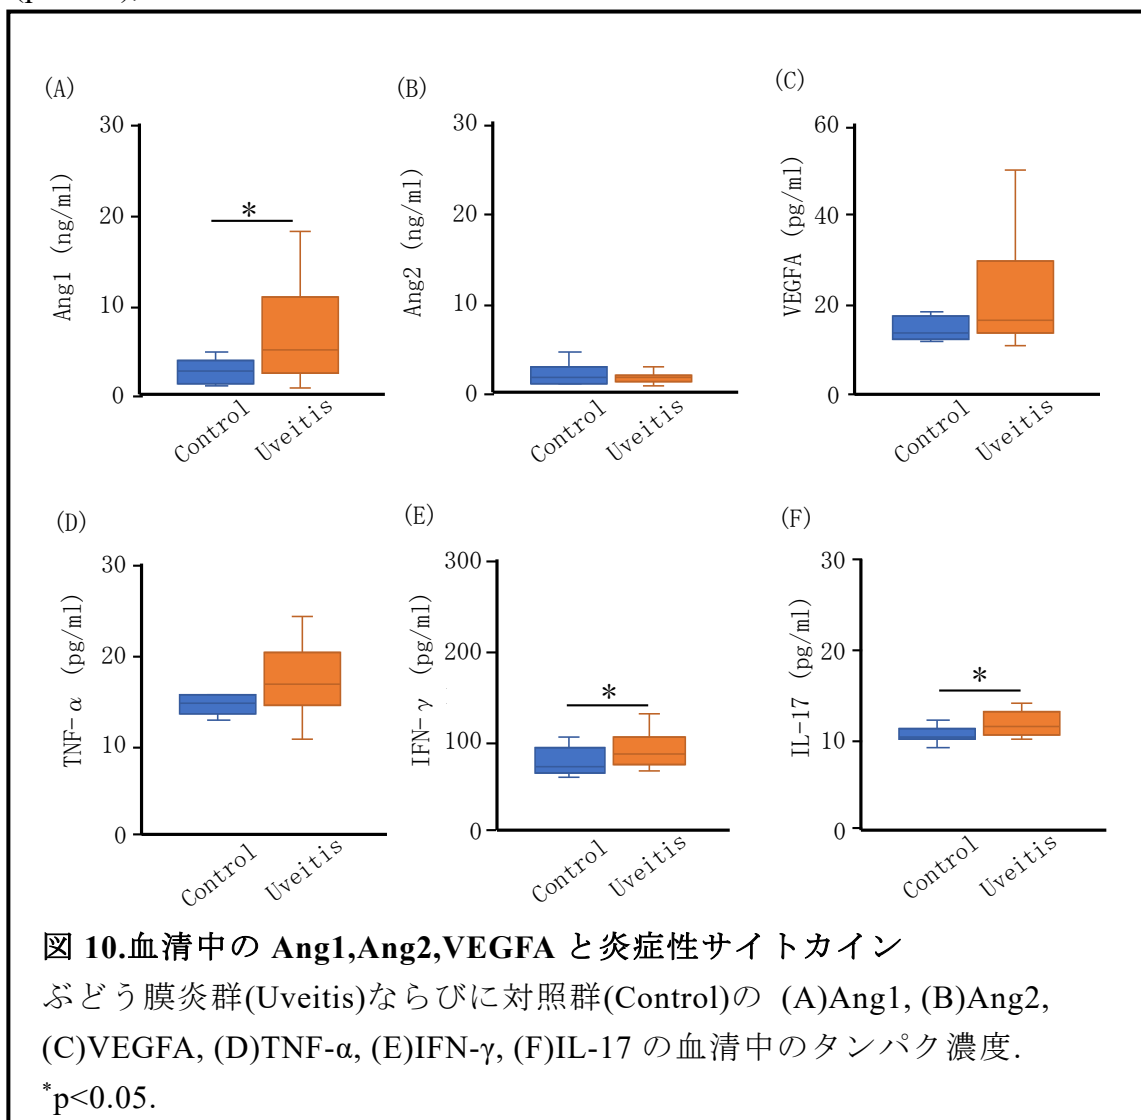 (A)
(B)
(C)
Ang1 (ng/ml)
30
20
10
0
*
Control
Uveitis
Ang2 (ng/ml)
30
20
10
0
Control
Uveitis
VEGFA (pg/ml)
60
40
20
0
Control
Uveitis
(D)
(E)
(F)
TNF-α (pg/ml)
30
20
10
0
Control
Uveitis
IFN-γ (pg/ml)
300
200
100
0
*
Control
Uveitis
IL-17 (pg/ml)
30
20
10
0
*
Control
Uveitis
図 10.血清中の Ang1,Ang2,VEGFA と炎症性サイトカイン
ぶどう膜炎群(Uveitis)ならびに対照群(Control)の (A)Ang1, (B)Ang2,
(C)VEGFA, (D)TNF-α, (E)IFN-γ, (F)IL-17 の血清中のタンパク濃度.
*p<0.05.